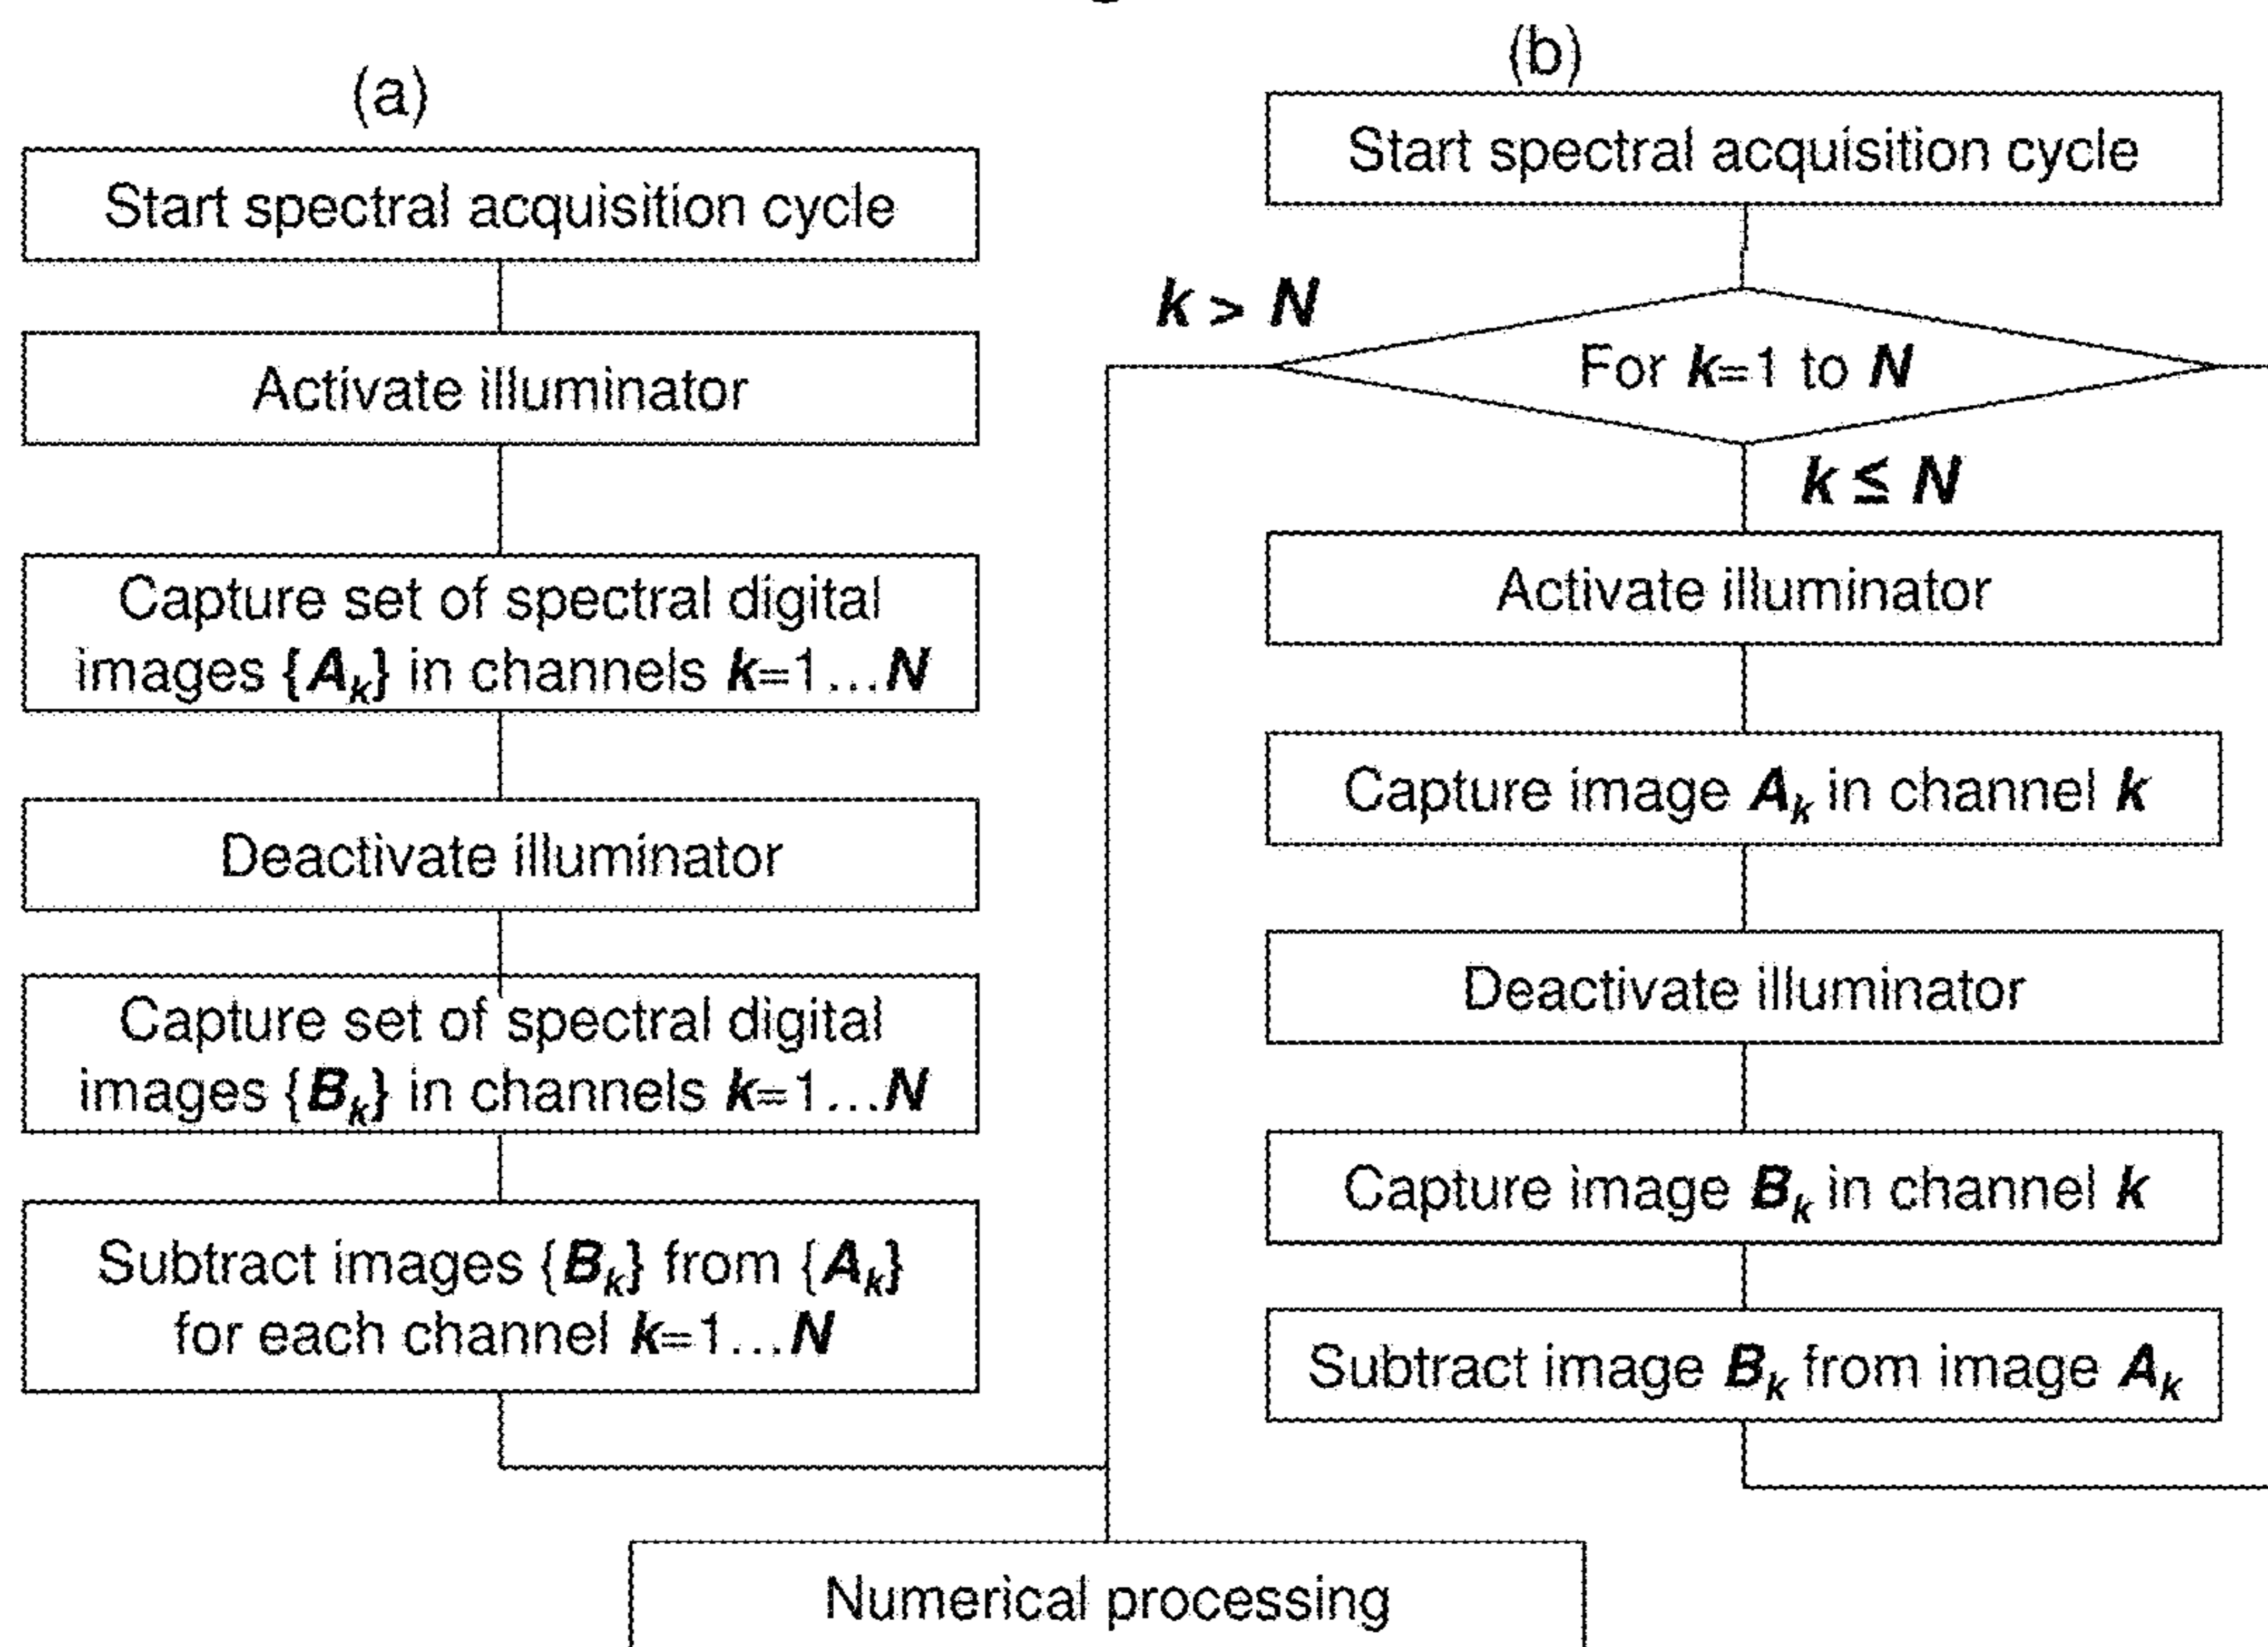 (a)
Start spectral acquisition cycle
Activate illuminator
Capture set of spectral digital
images {Ak} in channels k=1...N
Deactivate illuminator
Capture set of spectral digital
images {Bk} in channels k=1...N
Subtract images {Bk} from {Ak}
for each channel k=1...N
(b)
Start spectral acquisition cycle
k > N
For k=1 to N
k ≤ N
Activate illuminator
Capture image Ak in channel k
Deactivate illuminator
Capture image Bk in channel k
Subtract image Bk from image Ak
Numerical processing